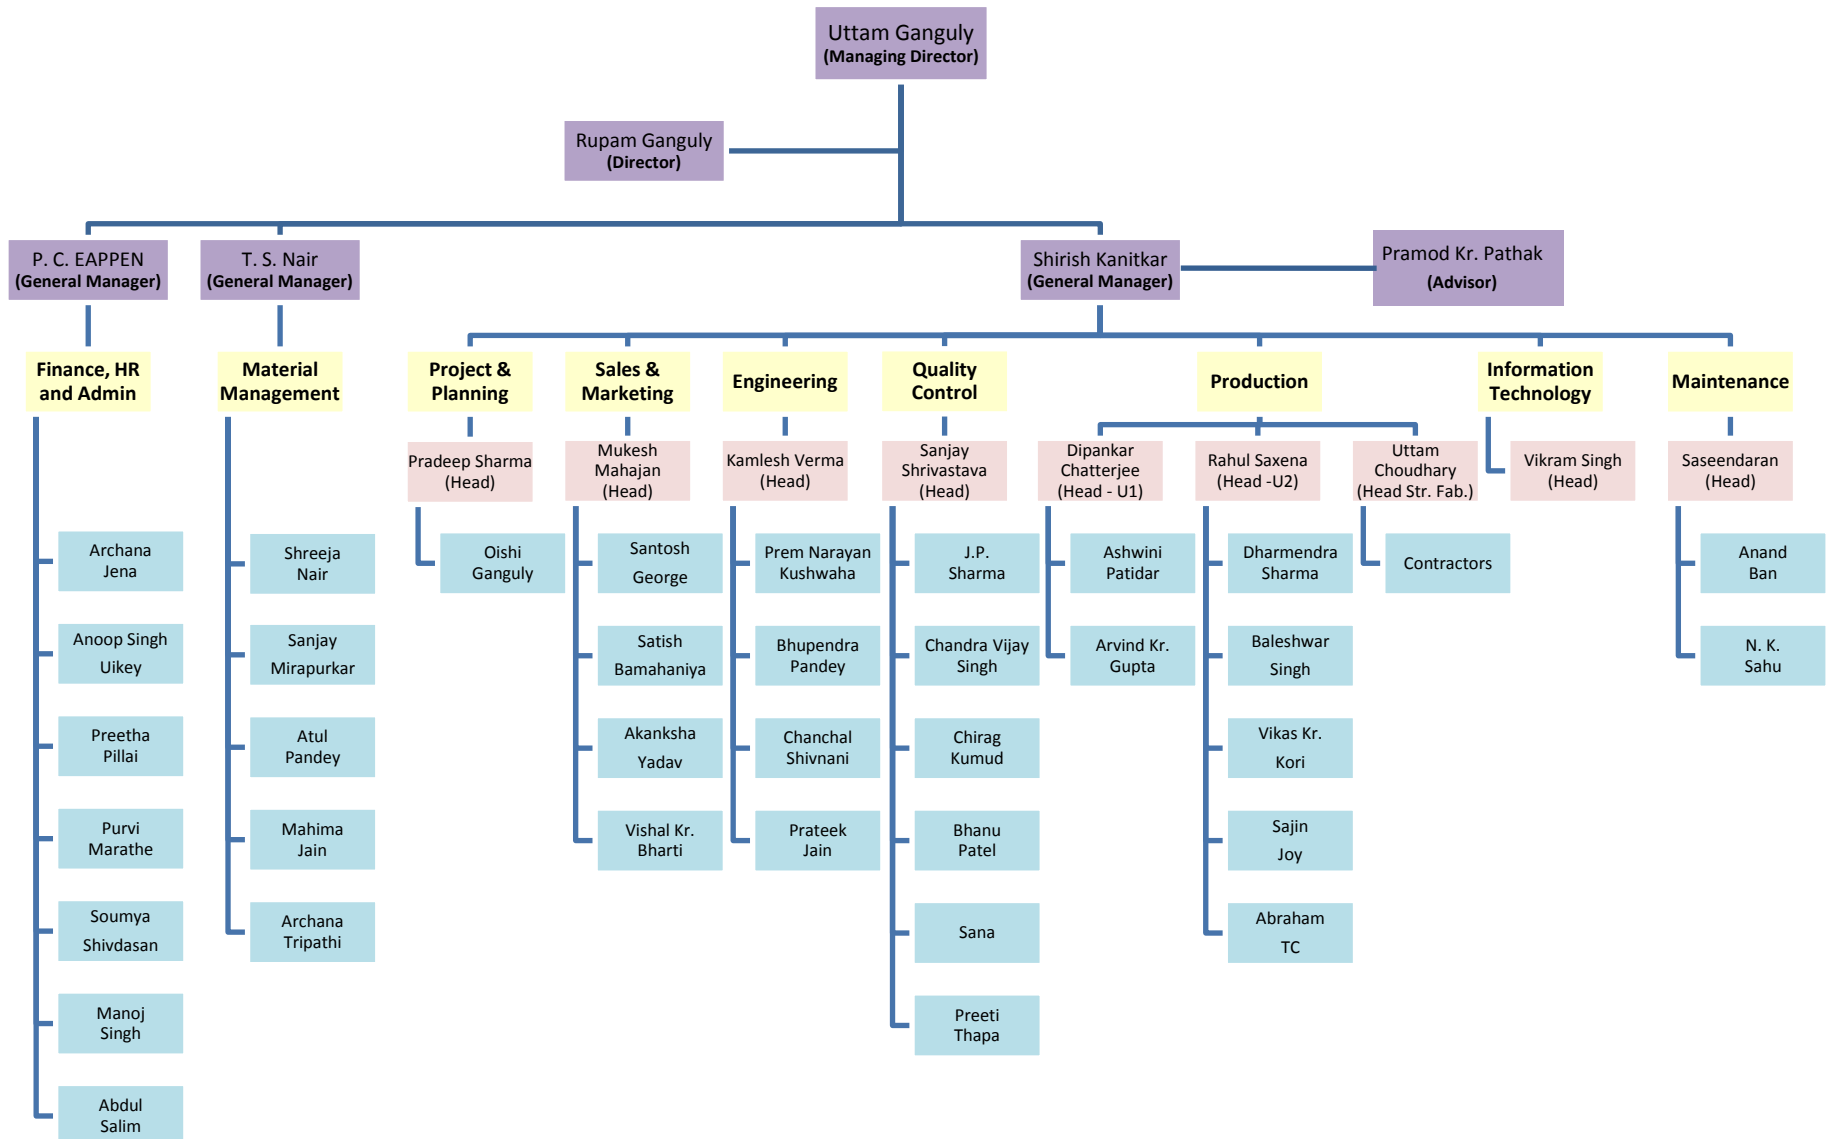 Uttam Ganguly
(Managing Director)
Rupam Ganguly
(Director)
P. C. EAPPEN
(General Manager)
T. S. Nair
(General Manager)
Shirish Kanitkar
(General Manager)
Pramod Kr. Pathak
(Advisor)
Finance, HR
and Admin
Material
Management
Project &
Planning
Sales &
Marketing
Engineering
Quality
Control
Production
Information
Technology
Maintenance
Pradeep Sharma
(Head)
Mukesh
Mahajan
(Head)
Kamlesh Verma
(Head)
Sanjay
Shrivastava
(Head)
Dipankar
Chatterjee
(Head - U1)
Rahul Saxena
(Head -U2)
Uttam
Choudhary
(Head Str. Fab.)
Vikram Singh
(Head)
Saseendaran
(Head)
Archana
Jena
Anoop Singh
Uikey
Preetha
Pillai
Purvi
Marathe
Soumya
Shivdasan
Manoj
Singh
Abdul
Salim
Shreeja
Nair
Sanjay
Mirapurkar
Atul
Pandey
Mahima
Jain
Archana
Tripathi
Oishi
Ganguly
Santosh
George
Satish
Bamahaniya
Akanksha
Yadav
Vishal Kr.
Bharti
Prem Narayan
Kushwaha
Bhupendra
Pandey
Chanchal
Shivnani
Prateek
Jain
J.P.
Sharma
Chandra Vijay
Singh
Chirag
Kumud
Bhanu
Patel
Sana
Preeti
Thapa
Ashwini
Patidar
Arvind Kr.
Gupta
Dharmendra
Sharma
Baleshwar
Singh
Vikas Kr.
Kori
Sajin
Joy
Abraham
TC
Contractors
Anand
Ban
N. K.
Sahu